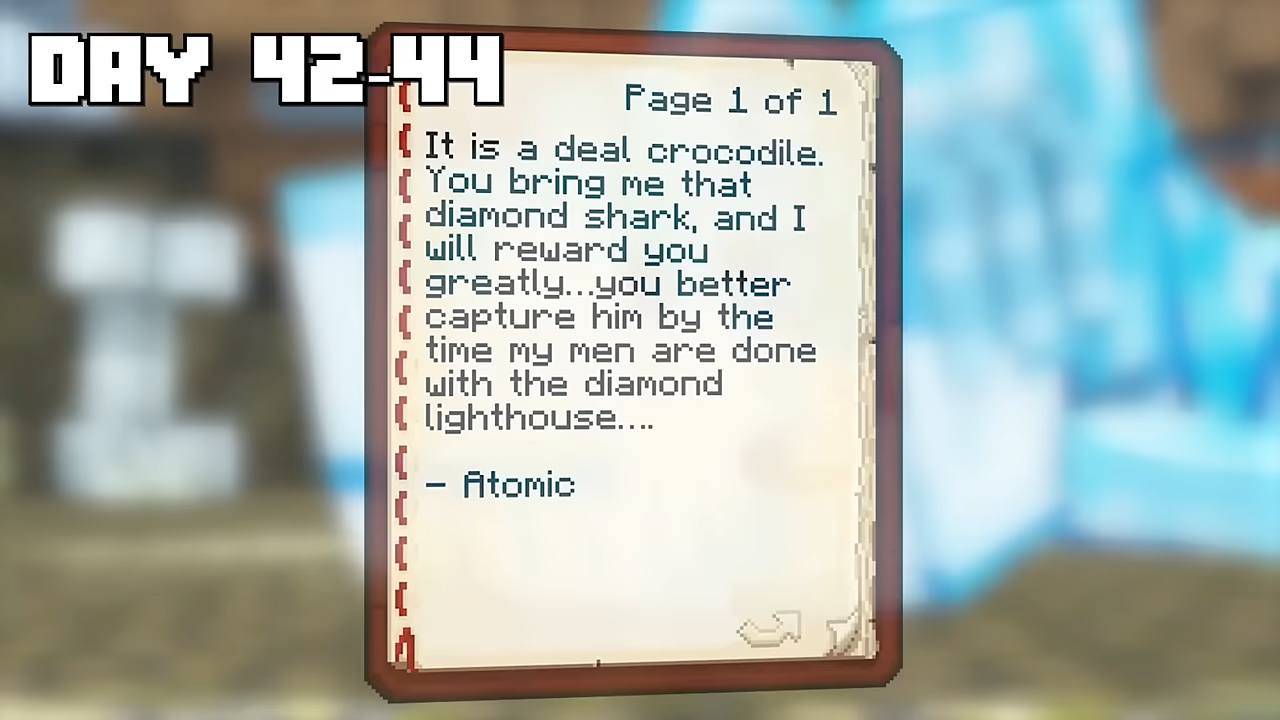 DAY 42-44
Page 1 of 1
It is a deal crocodile.
You bring me that
diamond shark, and I
will reward you
greatly...you better
capture him by the
time my men are done
with the diamond
lighthouse....
- Atomic